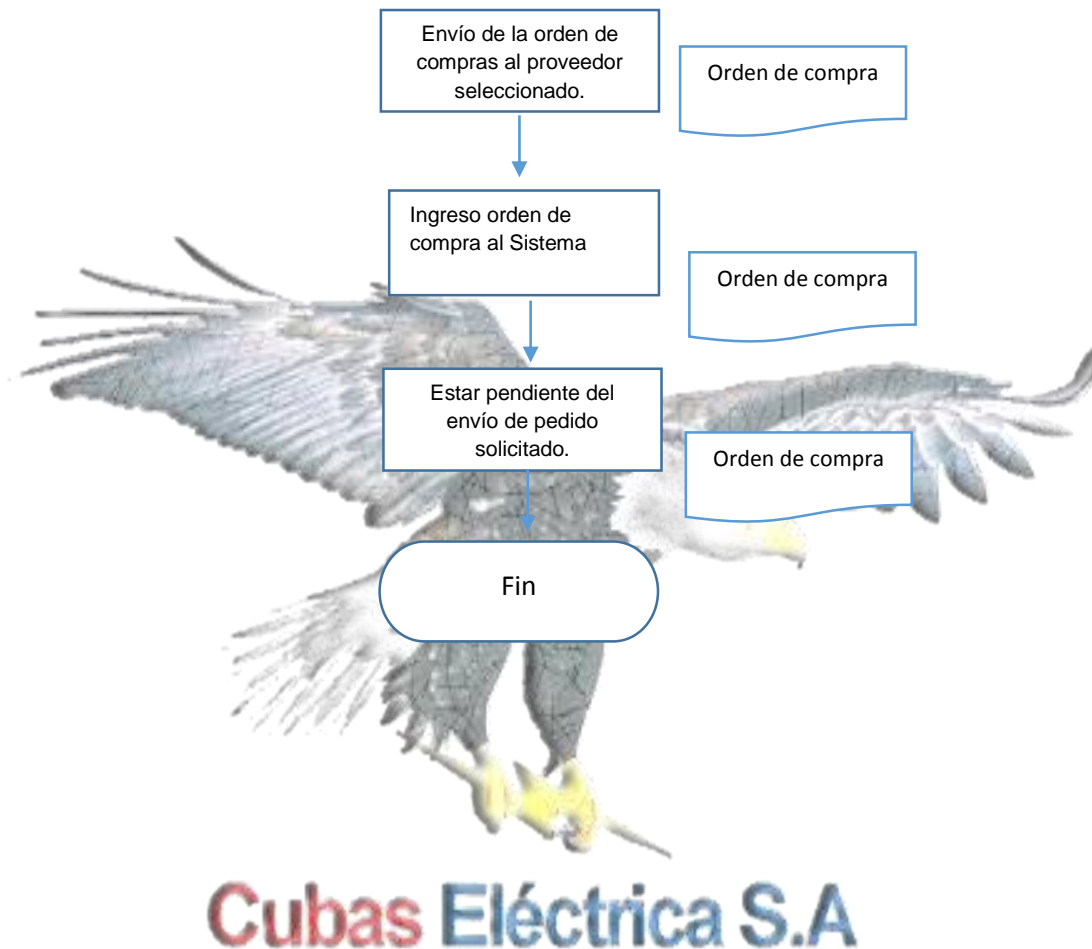 Envío de la orden de
compras al proveedor
seleccionado.
Orden de compra
Ingreso orden de
compra al Sistema
Orden de compra
Estar pendiente del
envío de pedido
solicitado.
Orden de compra
Fin
Cubas Eléctrica S.A